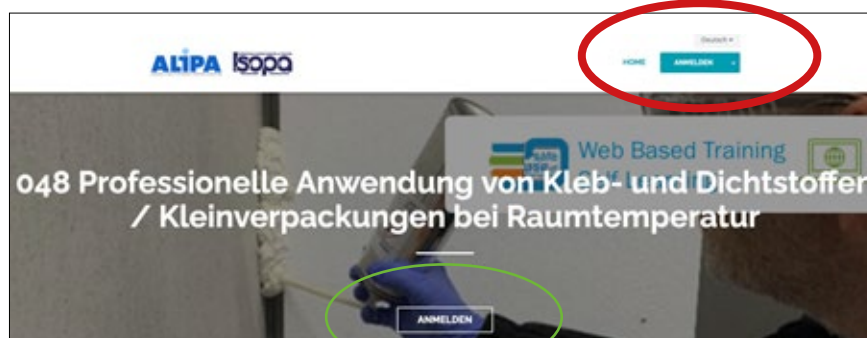 Deutsch
ALIPA Isopa
HOME ANMELDEN
Web Based Training
048 Professionelle Anwendung von Kleb- und Dichtstoffen
/ Kleinverpackungen bei Raumtemperatur
ANMELDEN